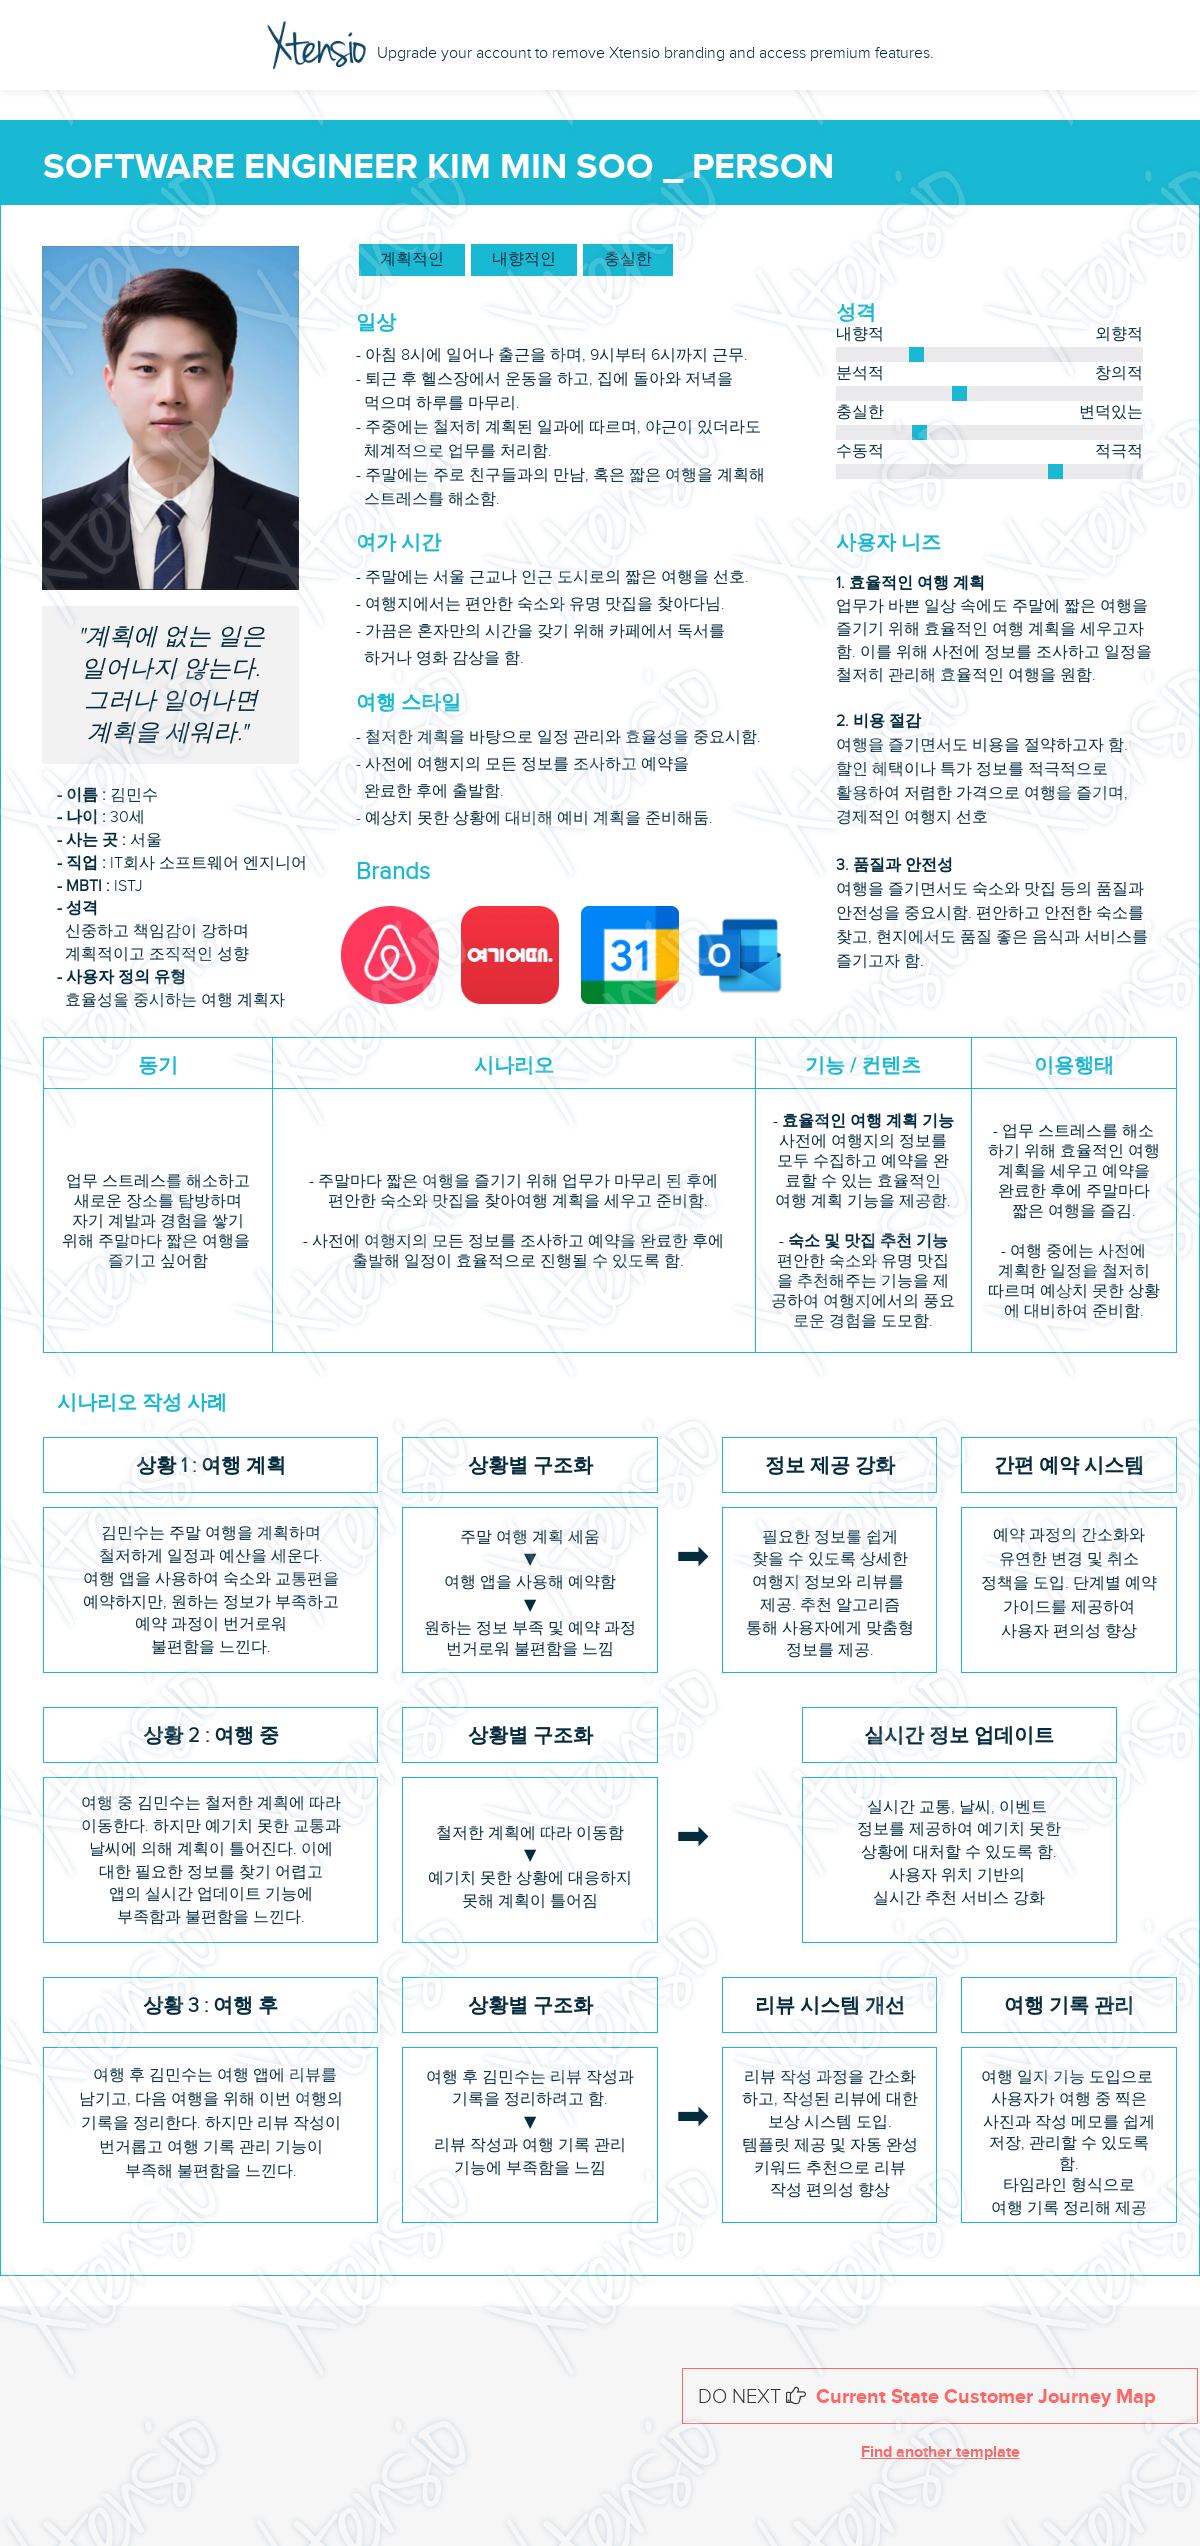 Xtensio Upgrade your account to remove Xtensio branding and access premium features.
SOFTWARE ENGINEER KIM MIN SOO _ PERSON
계획적인 내향적인 충실한
"계획에 없는 일은
일어나지 않는다.
그러나 일어나면
계획을 세워라."
- 이름 : 김민수
- 나이 : 30세
- 사는 곳 : 서울
- 직업 : IT회사 소프트웨어 엔지니어
- MBTI : ISTJ
- 성격
신중하고 책임감이 강하며
계획적이고 조직적인 성향
- 사용자 정의 유형
효율성을 중시하는 여행 계획자
일상
- 아침 8시에 일어나 출근을 하며, 9시부터 6시까지 근무.
- 퇴근 후 헬스장에서 운동을 하고, 집에 돌아와 저녁을
먹으며 하루를 마무리.
- 주중에는 철저히 계획된 일과에 따르며, 야근이 있더라도
체계적으로 업무를 처리함.
- 주말에는 주로 친구들과의 만남, 혹은 짧은 여행을 계획해
스트레스를 해소함.
여가 시간
- 주말에는 서울 근교나 인근 도시로의 짧은 여행을 선호.
- 여행지에서는 편안한 숙소와 유명 맛집을 찾아다님.
- 가끔은 혼자만의 시간을 갖기 위해 카페에서 독서를
하거나 영화 감상을 함.
여행 스타일
- 철저한 계획을 바탕으로 일정 관리와 효율성을 중요시함.
- 사전에 여행지의 모든 정보를 조사하고 예약을
완료한 후에 출발함.
- 예상치 못한 상황에 대비해 예비 계획을 준비해둠.
Brands
여기어때. 31 O
성격
내향적 외향적
분석적 창의적
충실한 변덕있는
수동적 적극적
사용자 니즈
1. 효율적인 여행 계획
업무가 바쁜 일상 속에도 주말에 짧은 여행을
즐기기 위해 효율적인 여행 계획을 세우고자
함. 이를 위해 사전에 정보를 조사하고 일정을
철저히 관리해 효율적인 여행을 원함.
2. 비용 절감
여행을 즐기면서도 비용을 절약하고자 함.
할인 혜택이나 특가 정보를 적극적으로
활용하여 저렴한 가격으로 여행을 즐기며,
경제적인 여행지 선호
3. 품질과 안전성
여행을 즐기면서도 숙소와 맛집 등의 품질과
안전성을 중요시함. 편안하고 안전한 숙소를
찾고, 현지에서도 품질 좋은 음식과 서비스를
즐기고자 함.
동기 시나리오 기능 / 컨텐츠 이용행태
업무 스트레스를 해소하고
새로운 장소를 탐방하며
자기 계발과 경험을 쌓기
위해 주말마다 짧은 여행을
즐기고 싶어함
- 주말마다 짧은 여행을 즐기기 위해 업무가 마무리 된 후에
편안한 숙소와 맛집을 찾아여행 계획을 세우고 준비함.
- 사전에 여행지의 모든 정보를 조사하고 예약을 완료한 후에
출발해 일정이 효율적으로 진행될 수 있도록 함.
- 효율적인 여행 계획 기능
사전에 여행지의 정보를
모두 수집하고 예약을 완
료할 수 있는 효율적인
여행 계획 기능을 제공함.
- 숙소 및 맛집 추천 기능
편안한 숙소와 유명 맛집
을 추천해주는 기능을 제
공하여 여행지에서의 풍요
로운 경험을 도모함.
- 업무 스트레스를 해소
하기 위해 효율적인 여행
계획을 세우고 예약을
완료한 후에 주말마다
짧은 여행을 즐김.
- 여행 중에는 사전에
계획한 일정을 철저히
따르며 예상치 못한 상황
에 대비하여 준비함.
시나리오 작성 사례
상황 1 : 여행 계획 상황별 구조화 정보 제공 강화 간편 예약 시스템
김민수는 주말 여행을 계획하며
철저하게 일정과 예산을 세운다.
여행 앱을 사용하여 숙소와 교통편을
예약하지만, 원하는 정보가 부족하고
예약 과정이 번거로워
불편함을 느낀다.
주말 여행 계획 세움
▼
여행 앱을 사용해 예약함
▼
원하는 정보 부족 및 예약 과정
번거로워 불편함을 느낌
➡
필요한 정보를 쉽게
찾을 수 있도록 상세한
여행지 정보와 리뷰를
제공. 추천 알고리즘
통해 사용자에게 맞춤형
정보를 제공.
예약 과정의 간소화와
유연한 변경 및 취소
정책을 도입. 단계별 예약
가이드를 제공하여
사용자 편의성 향상
상황 2 : 여행 중 상황별 구조화 실시간 정보 업데이트
여행 중 김민수는 철저한 계획에 따라
이동한다. 하지만 예기치 못한 교통과
날씨에 의해 계획이 틀어진다. 이에
대한 필요한 정보를 찾기 어렵고
앱의 실시간 업데이트 기능에
부족함과 불편함을 느낀다.
철저한 계획에 따라 이동함
▼
예기치 못한 상황에 대응하지
못해 계획이 틀어짐
➡
실시간 교통, 날씨, 이벤트
정보를 제공하여 예기치 못한
상황에 대처할 수 있도록 함.
사용자 위치 기반의
실시간 추천 서비스 강화
상황 3 : 여행 후 상황별 구조화 리뷰 시스템 개선 여행 기록 관리
여행 후 김민수는 여행 앱에 리뷰를
남기고, 다음 여행을 위해 이번 여행의
기록을 정리한다. 하지만 리뷰 작성이
번거롭고 여행 기록 관리 기능이
부족해 불편함을 느낀다.
여행 후 김민수는 리뷰 작성과
기록을 정리하려고 함.
▼
리뷰 작성과 여행 기록 관리
기능에 부족함을 느낌
➡
리뷰 작성 과정을 간소화
하고, 작성된 리뷰에 대한
보상 시스템 도입.
템플릿 제공 및 자동 완성
키워드 추천으로 리뷰
작성 편의성 향상
여행 일지 기능 도입으로
사용자가 여행 중 찍은
사진과 작성 메모를 쉽게
저장, 관리할 수 있도록
함.
타임라인 형식으로
여행 기록 정리해 제공
DO NEXT Current State Customer Journey Map
Find another template